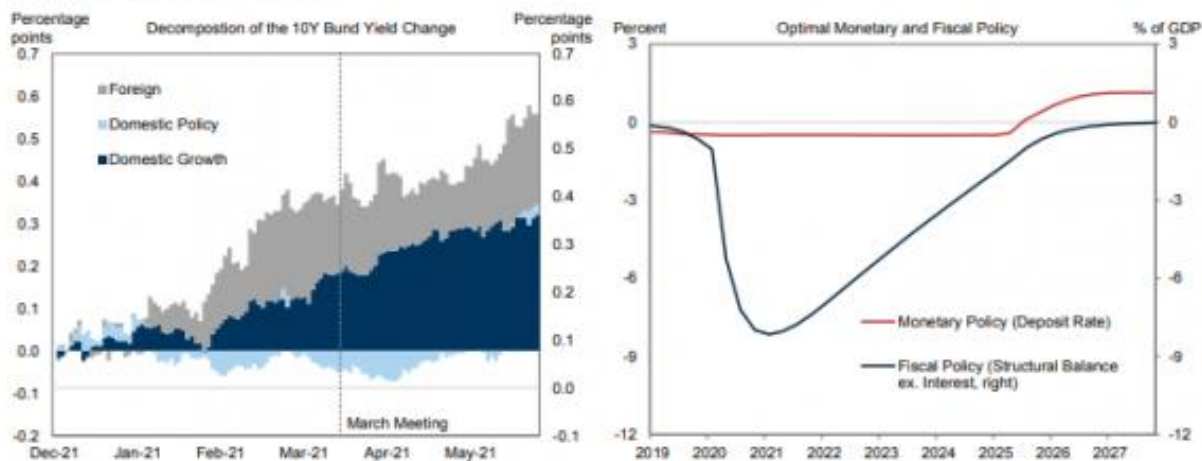 Percentage points
Decompostion of the 10Y Bund Yield Change
Percentage points
0.7
0.6
0.5
0.4
0.3
0.2
0.1
0.0
-0.1
-0.2
Foreign
Domestic Policy
Domestic Growth
March Meeting
0.7
0.6
0.5
0.4
0.3
0.2
0.1
0.0
-0.1
Dec-21 Jan-21 Feb-21 Mar-21 Apr-21 May-21
Percent
Optimal Monetary and Fiscal Policy
% of GDP
3
0
-3
-6
-9
-12
Monetary Policy (Deposit Rate)
Fiscal Policy (Structural Balance
ex. Interest, right)
3
0
-3
-6
-9
-12
2019 2020 2021 2022 2023 2024 2025 2026 2027